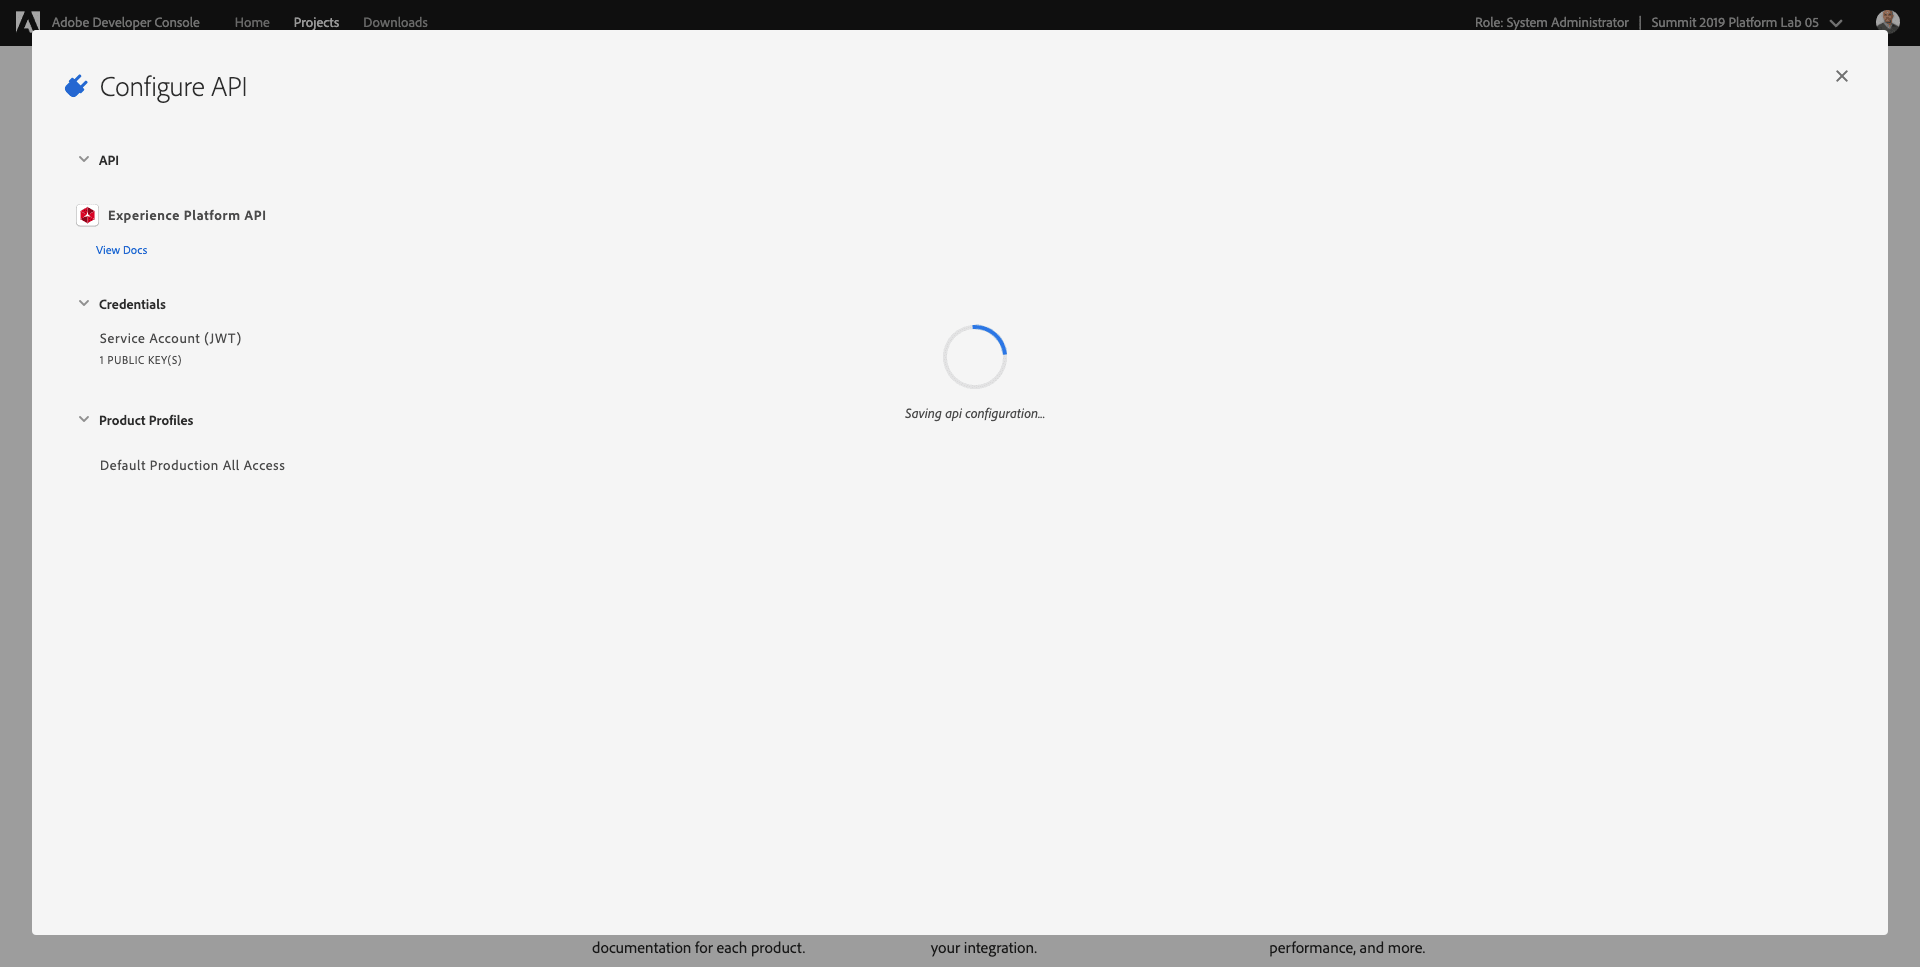 Adobe Developer Console Home Projects Downloads Role: System Administrator | Summit 2019 Platform Lab 05
Configure API
API
Experience Platform API
View Docs
Credentials
Service Account (JWT)
1 PUBLIC KEY(S)
Product Profiles
Default Production All Access
Saving api configuration...
documentation for each product. your integration. performance, and more.